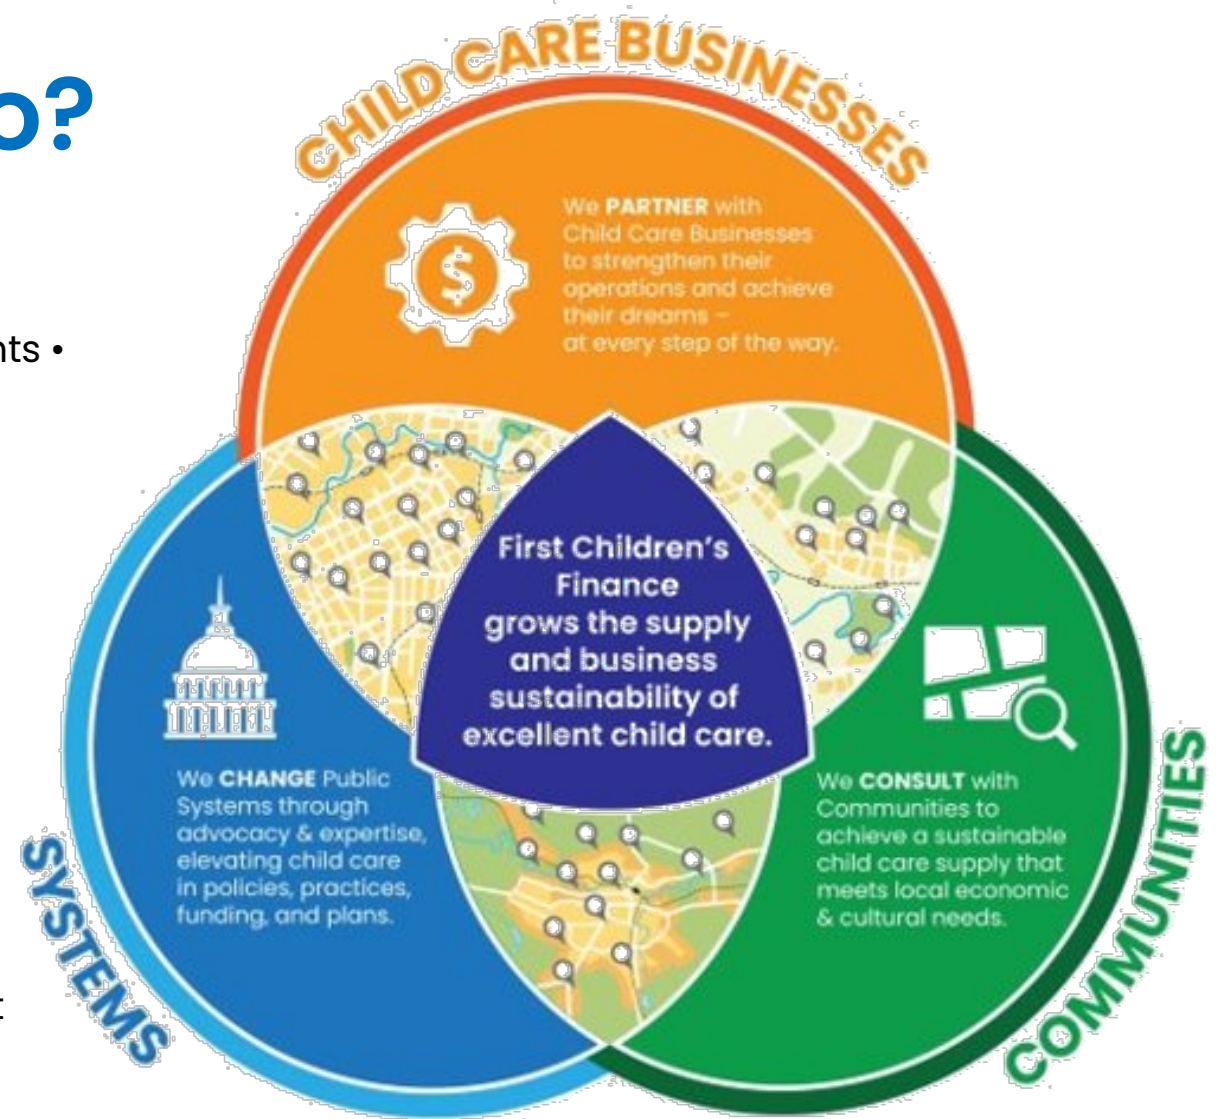 o?
nts •
CHILD CARE BUSINESSES
We PARTNER with
Child Care Businesses
to strengthen their
operations and achieve
their dreams –
at every step of the way.
$
First Children's
Finance
grows the supply
and business
sustainability of
excellent child care.
We CHANGE Public
Systems through
advocacy & expertise,
elevating child care
in policies, practices,
funding, and plans.
SYSTEMS
We CONSULT with
Communities to
achieve a sustainable
child care supply that
meets local economic
& cultural needs.
COMMUNITIES